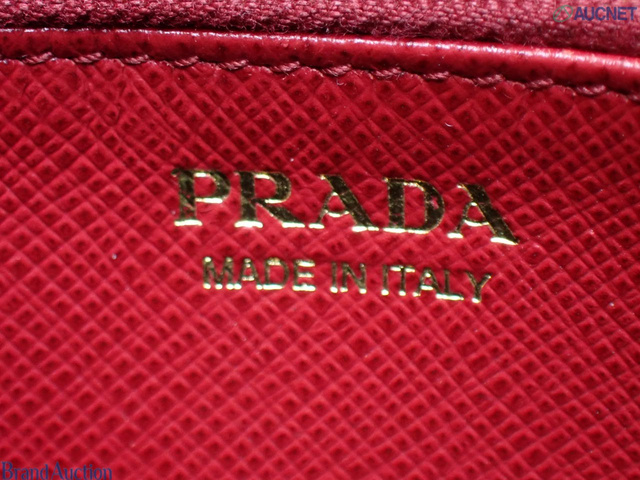 AUCNET
PRADA
MADE IN ITALY
Brand Auction